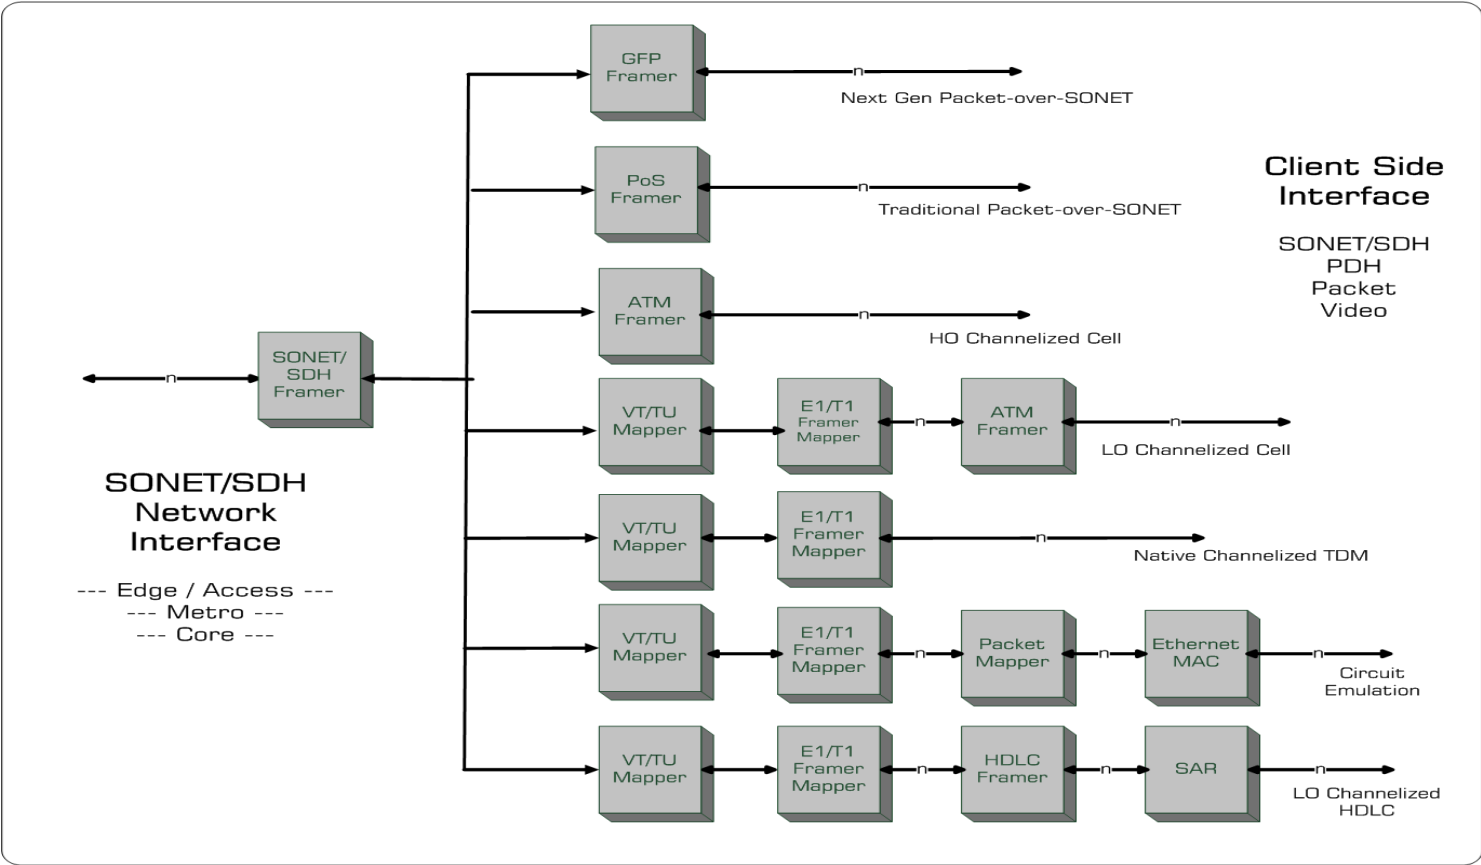 GFP
Framer
n
Next Gen Packet-over-SONET
PoS
Framer
n
Traditional Packet-over-SONET
Client Side
Interface
SONET/SDH
PDH
Packet
Video
ATM
Framer
n
HO Channelized Cell
n
SONET/
SDH
Framer
SONET/SDH
Network
Interface
--- Edge / Access ---
--- Metro ---
--- Core ---
VT/TU
Mapper
E1/T1
Framer
Mapper
n
ATM
Framer
n
LO Channelized Cell
VT/TU
Mapper
E1/T1
Framer
Mapper
n
Native Channelized TDM
VT/TU
Mapper
E1/T1
Framer
Mapper
n
Packet
Mapper
n
Ethernet
MAC
n
Circuit
Emulation
VT/TU
Mapper
E1/T1
Framer
Mapper
n
HDLC
Framer
n
SAR
n
LO Channelized
HDLC